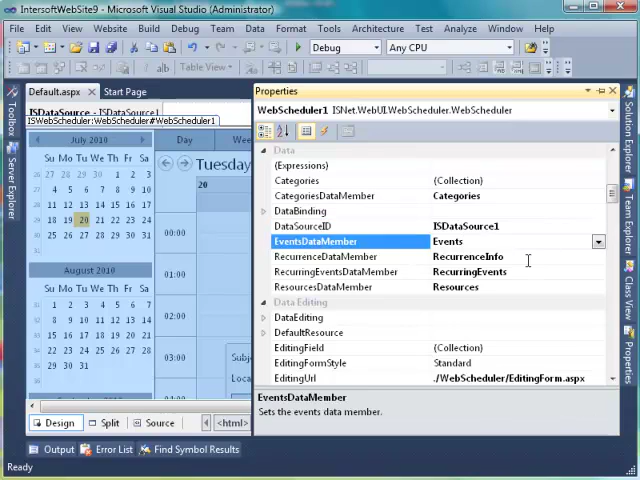 IntersoftWebSite9 - Microsoft Visual Studio (Administrator)
File Edit View Website Build Debug Team Data Format Table
Tools Architecture Test Analyze Window Help
Debug Any CPU
Table View
Default.aspx Start Page
ISDataSource - ISDataSource1
ISWebScheduler:WebScheduler#WebScheduler1
July 2010
Su Mo Tu We Th Fr Sa
27 28 29 30 1 2 3
4 5 6 7 8 9 10
11 12 13 14 15 16 17
18 19 20 21 22 23 24
25 26 27 28 29 30 31
August 2010
Su Mo Tu We Th Fr Sa
1 2 3 4 5 6 7
8 9 10 11 12 13 14
15 16 17 18 19 20 21
22 23 24 25 26 27 28
29 30 31
Day Wee
Tuesday
20
00:00
01:00
02:00
03:00
04:00
Subj
Loca
Design Split Source <html>
Properties
WebScheduler1 ISNet.WebUI.WebScheduler.WebScheduler
Data
(Expressions)
Categories (Collection)
CategoriesDataMember Categories
DataBinding
DataSourceID ISDataSource1
EventsDataMember Events
RecurrenceDataMember RecurrenceInfo
RecurringEventsDataMember RecurringEvents
ResourcesDataMember Resources
Data Editing
DataEditing
DefaultResource
EditingField (Collection)
EditingFormStyle Standard
EditingUrl ./WebScheduler/EditingForm.aspx
EventsDataMember
Sets the events data member.
Toolbox
Server Explorer
Solution Explorer
Team Explorer
Class View
Properties
Output Error List Find Symbol Results
Ready